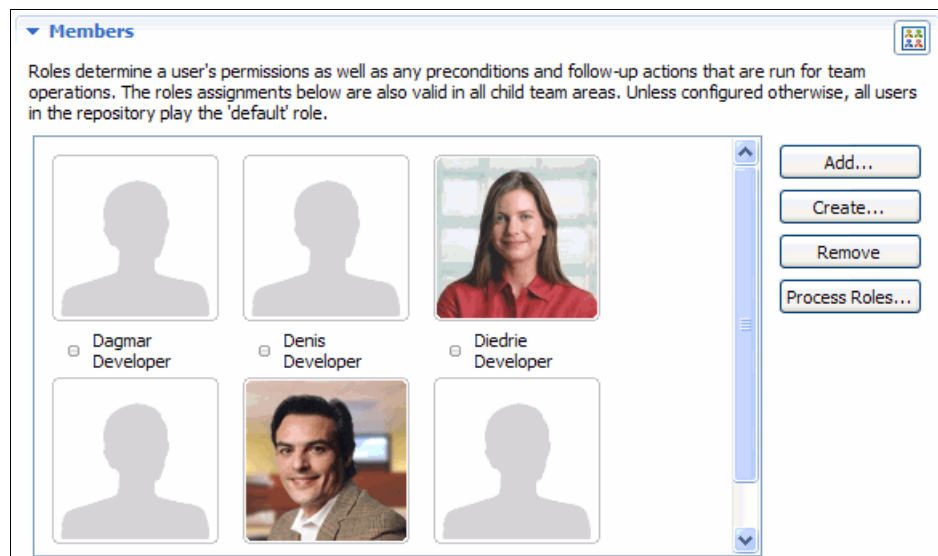 Members
Roles determine a user's permissions as well as any preconditions and follow-up actions that are run for team
operations. The roles assignments below are also valid in all child team areas. Unless configured otherwise, all users
in the repository play the 'default' role.
Add...
Create...
Remove
Process Roles...
Dagmar
Developer
Denis
Developer
Diedrie
Developer